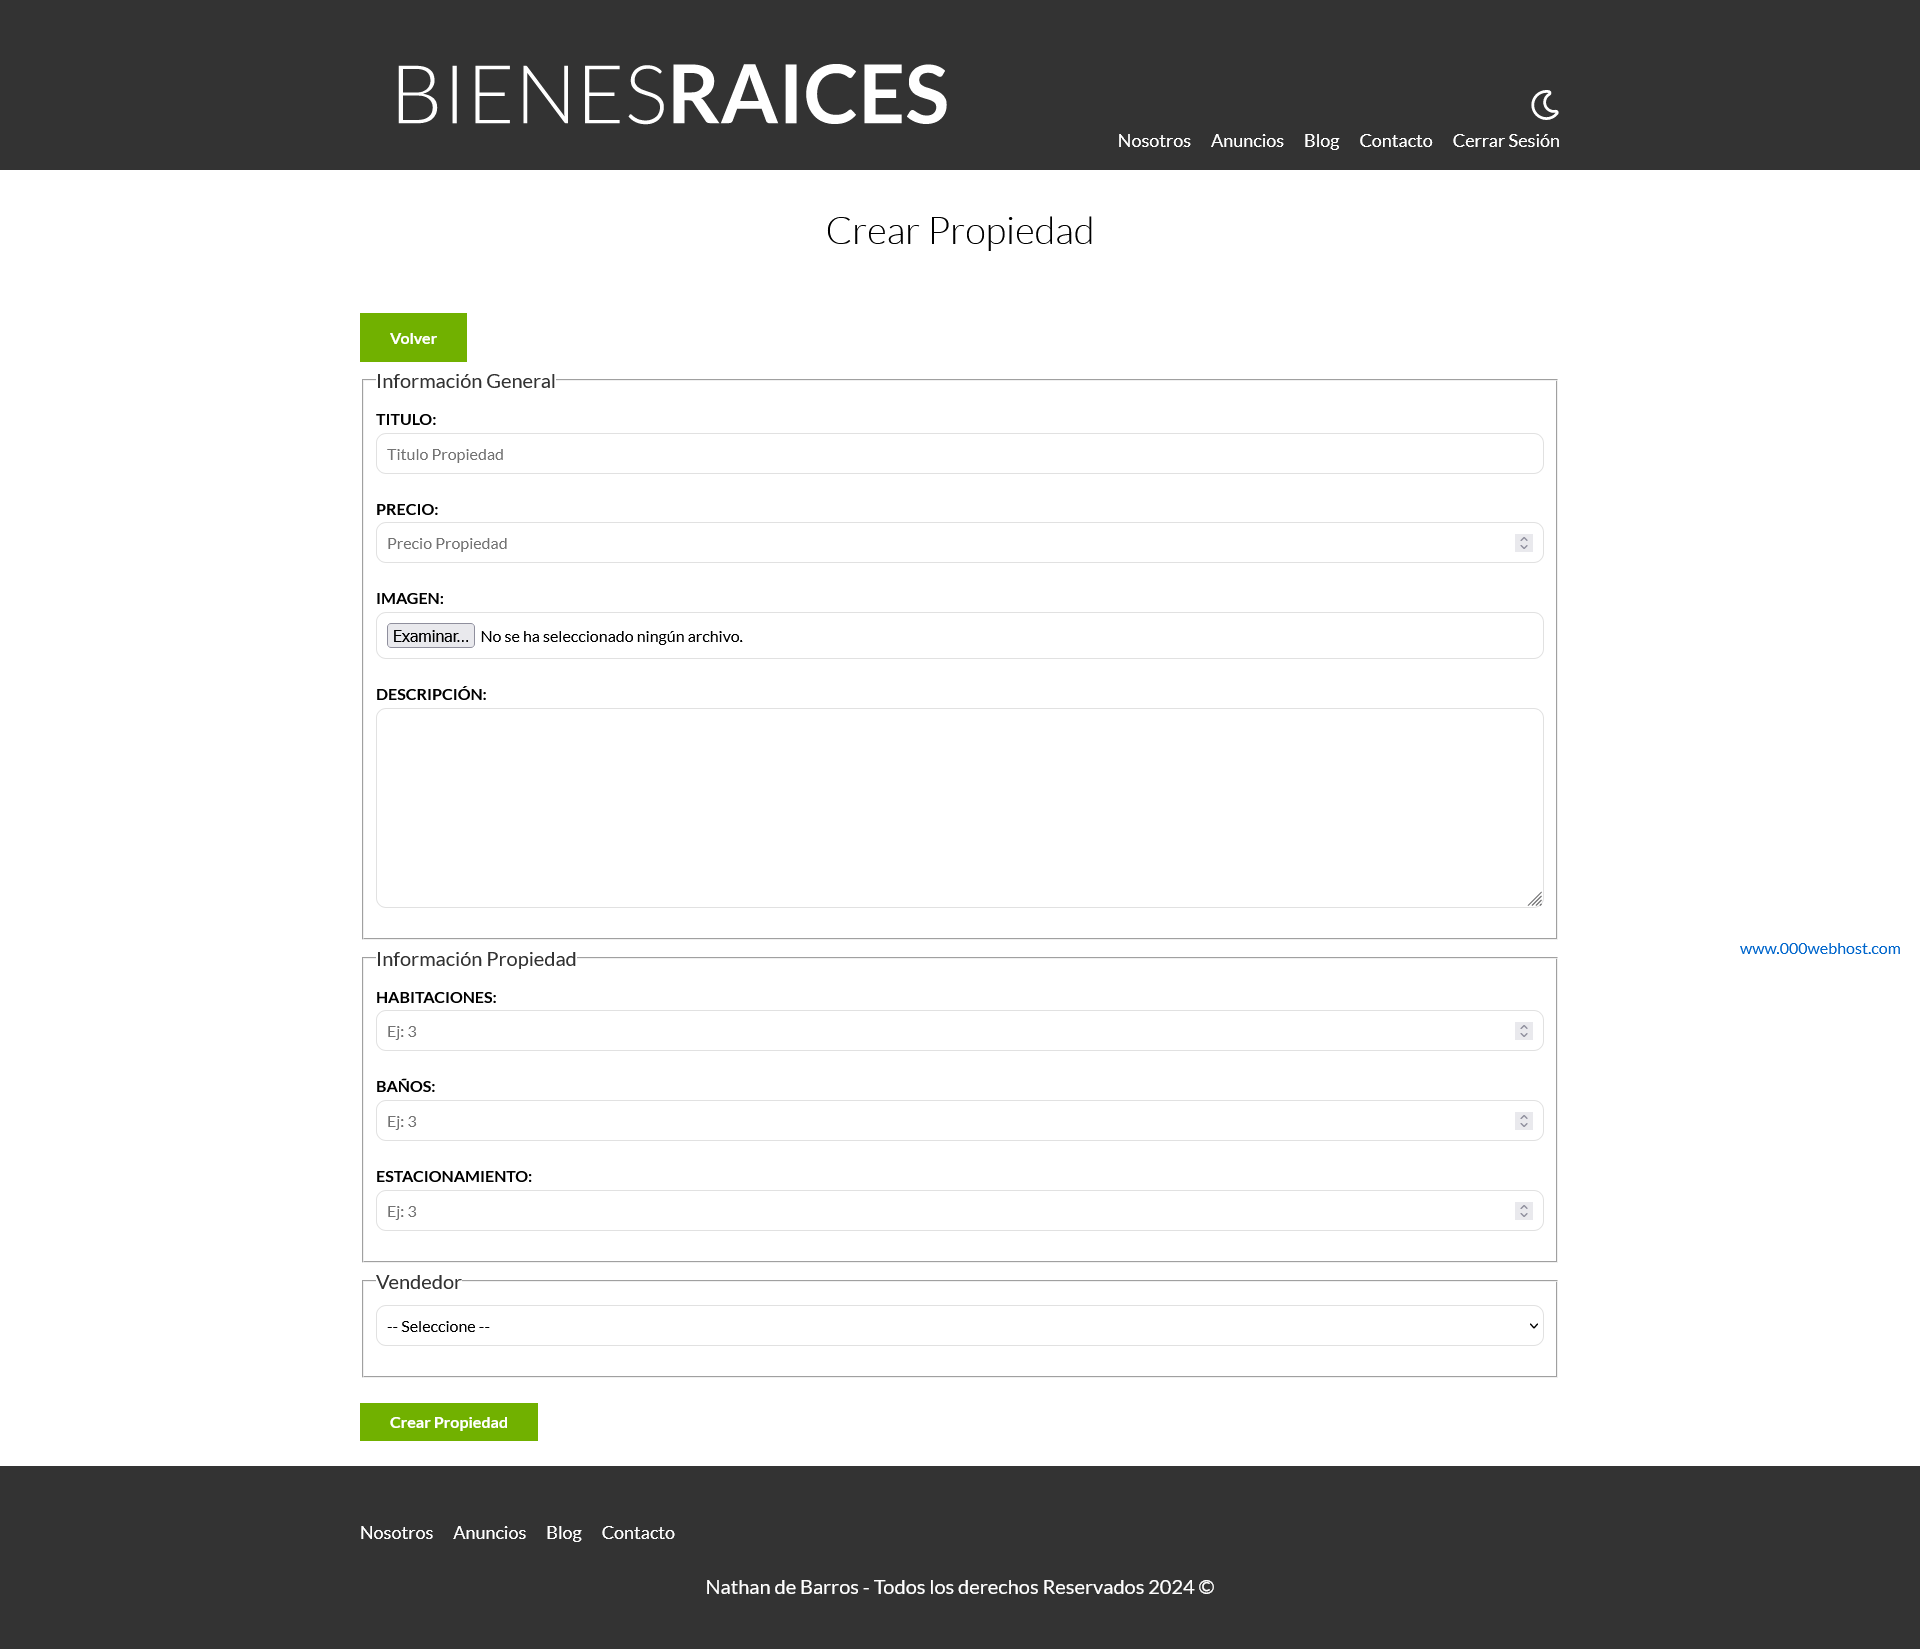 BIENESRAICES
Nosotros Anuncios Blog Contacto Cerrar Sesión
Crear Propiedad
Volver
Información General
TITULO:
Titulo Propiedad
PRECIO:
Precio Propiedad
IMAGEN:
Examinar... No se ha seleccionado ningún archivo.
DESCRIPCIÓN:
www.000webhost.com
Información Propiedad
HABITACIONES:
Ej: 3
BAÑOS:
Ej: 3
ESTACIONAMIENTO:
Ej: 3
Vendedor
-- Seleccione --
Crear Propiedad
Nosotros Anuncios Blog Contacto
Nathan de Barros - Todos los derechos Reservados 2024 ©